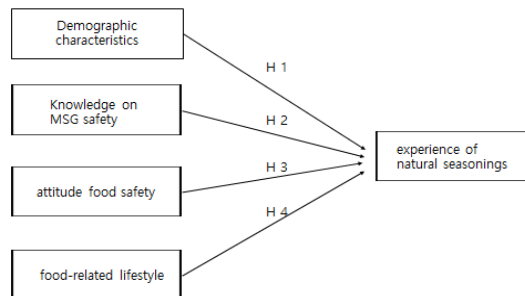 Demographic
characteristics
H 1
Knowledge on
MSG safety
H 2
experience of
natural seasonings
H 3
attitude food safety
H 4
food-related lifestyle